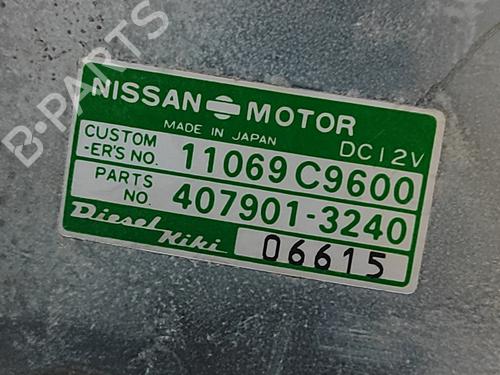 B-PARTS
NISSAN MOTOR
MADE IN JAPAN
DC12V
CUSTOM
-ER'S NO. 11069 C9600
PARTS
NO. 407901-3240
Diesel
Kiki
06615